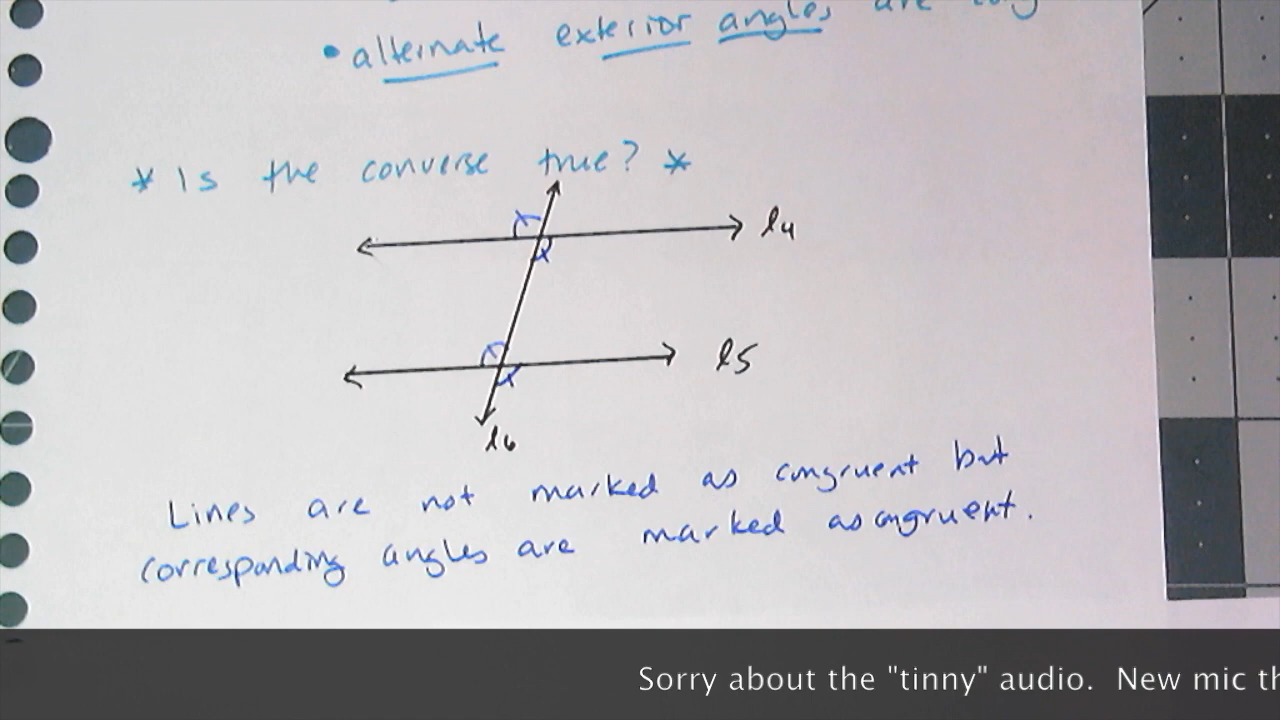 • alternate exterior angles are
* Is the converse true? *
l4
l5
l6
Lines are not marked as congruent but
corresponding angles are marked as congruent.
Sorry about the "tinny" audio. New mic th